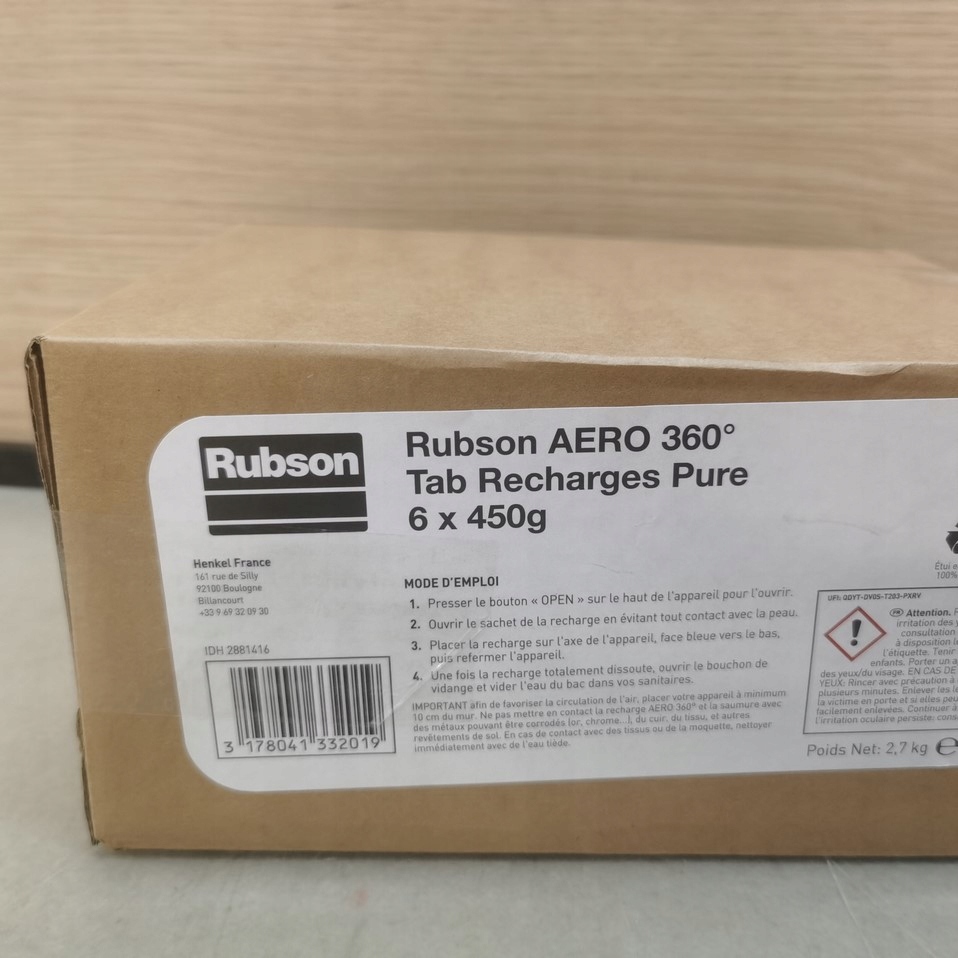 Rubson
Rubson AERO 360°
Tab Recharges Pure
6 x 450g
Henkel France
161 rue de Silly
92100 Boulogne
Billancourt
+33 9 69 32 09 30
IDH 2881416
3 178041 332019
MODE D'EMPLOI
1. Presser le bouton « OPEN » sur le haut de l'appareil pour l'ouvrir.
2. Ouvrir le sachet de la recharge en évitant tout contact avec la peau.
3. Placer la recharge sur l'axe de l'appareil, face bleue vers le bas,
puis refermer l'appareil.
4. Une fois la recharge totalement dissoute, ouvrir le bouchon de
vidange et vider l'eau du bac dans vos sanitaires.
IMPORTANT afin de favoriser la circulation de l'air, placer votre appareil à minimum
10 cm du mur. Ne pas mettre en contact la recharge AERO 360° et la saumure avec
des métaux pouvant être corrodés (or, chrome...), du cuir, du tissu, et autres
revêtements de sol. En cas de contact avec des tissus ou de la moquette, nettoyer
immédiatement avec de l'eau tiède.
Étui e
100%
UFI: QDYT-0V0S-T203-PXRV
FR Attention.
irritation des y
consultation
à disposition l
l'étiquette. Tenir
enfants. Porter un a
des yeux/du visage. EN CAS DE
YEUX: Rincer avec précaution à
plusieurs minutes. Enlever les le
la victime en porte et si elles peu
facilement enlevées. Continuer à
l'irritation oculaire persiste: cons
Poids Net: 2,7 kg e